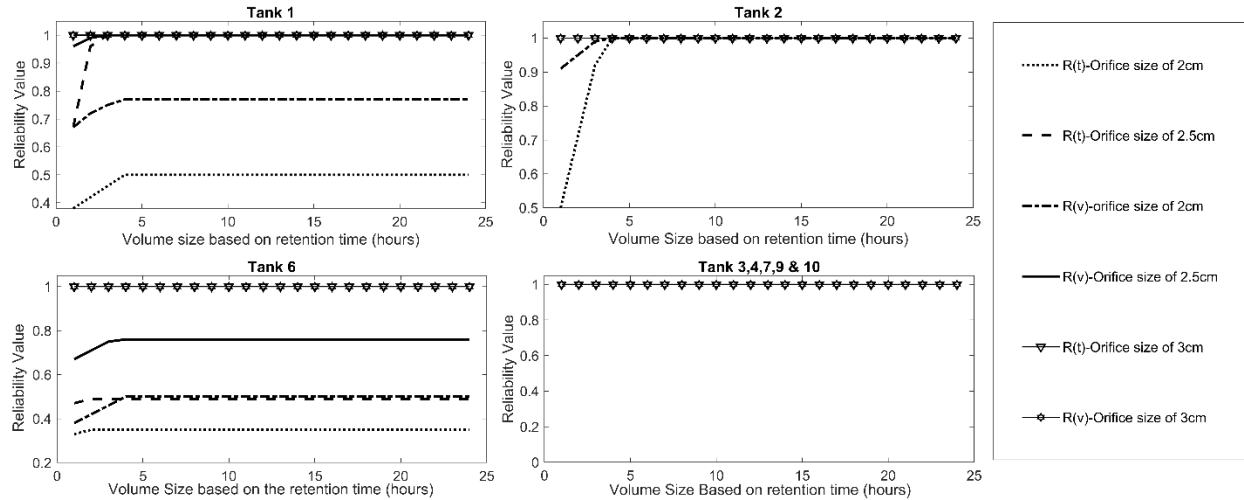 Tank 1
Reliability Value
1
0.9
0.8
0.7
0.6
0.5
0.4
0 5 10 15 20 25
Volume Size based on retention time (hours)
Tank 2
Reliability Value
1
0.9
0.8
0.7
0.6
0.5
0 5 10 15 20 25
Volume Size based on retention time (hours)
Tank 6
Reliability Value
1
0.8
0.6
0.4
0.2
0 5 10 15 20 25
Volume Size based on the retention time (hours)
Tank 3,4,7,9 & 10
Reliability Value
1
0.8
0.6
0.4
0.2
0
0 5 10 15 20 25
Volume Size Based on retention time (hours)
R(t)-Orifice size of 2cm
R(t)-Orifice size of 2.5cm
R(v)-orifice size of 2cm
R(v)-Orifice size of 2.5cm
R(t)-Orifice size of 3cm
R(v)-Orifice size of 3cm